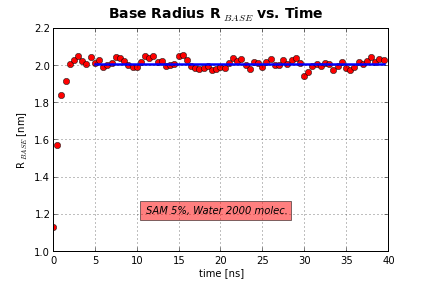 Base Radius R BASE vs. Time
2.2
2.0
1.8
1.6
1.4
1.2
1.0
R BASE [nm]
SAM 5%, Water 2000 molec.
0 5 10 15 20 25 30 35 40
time [ns]